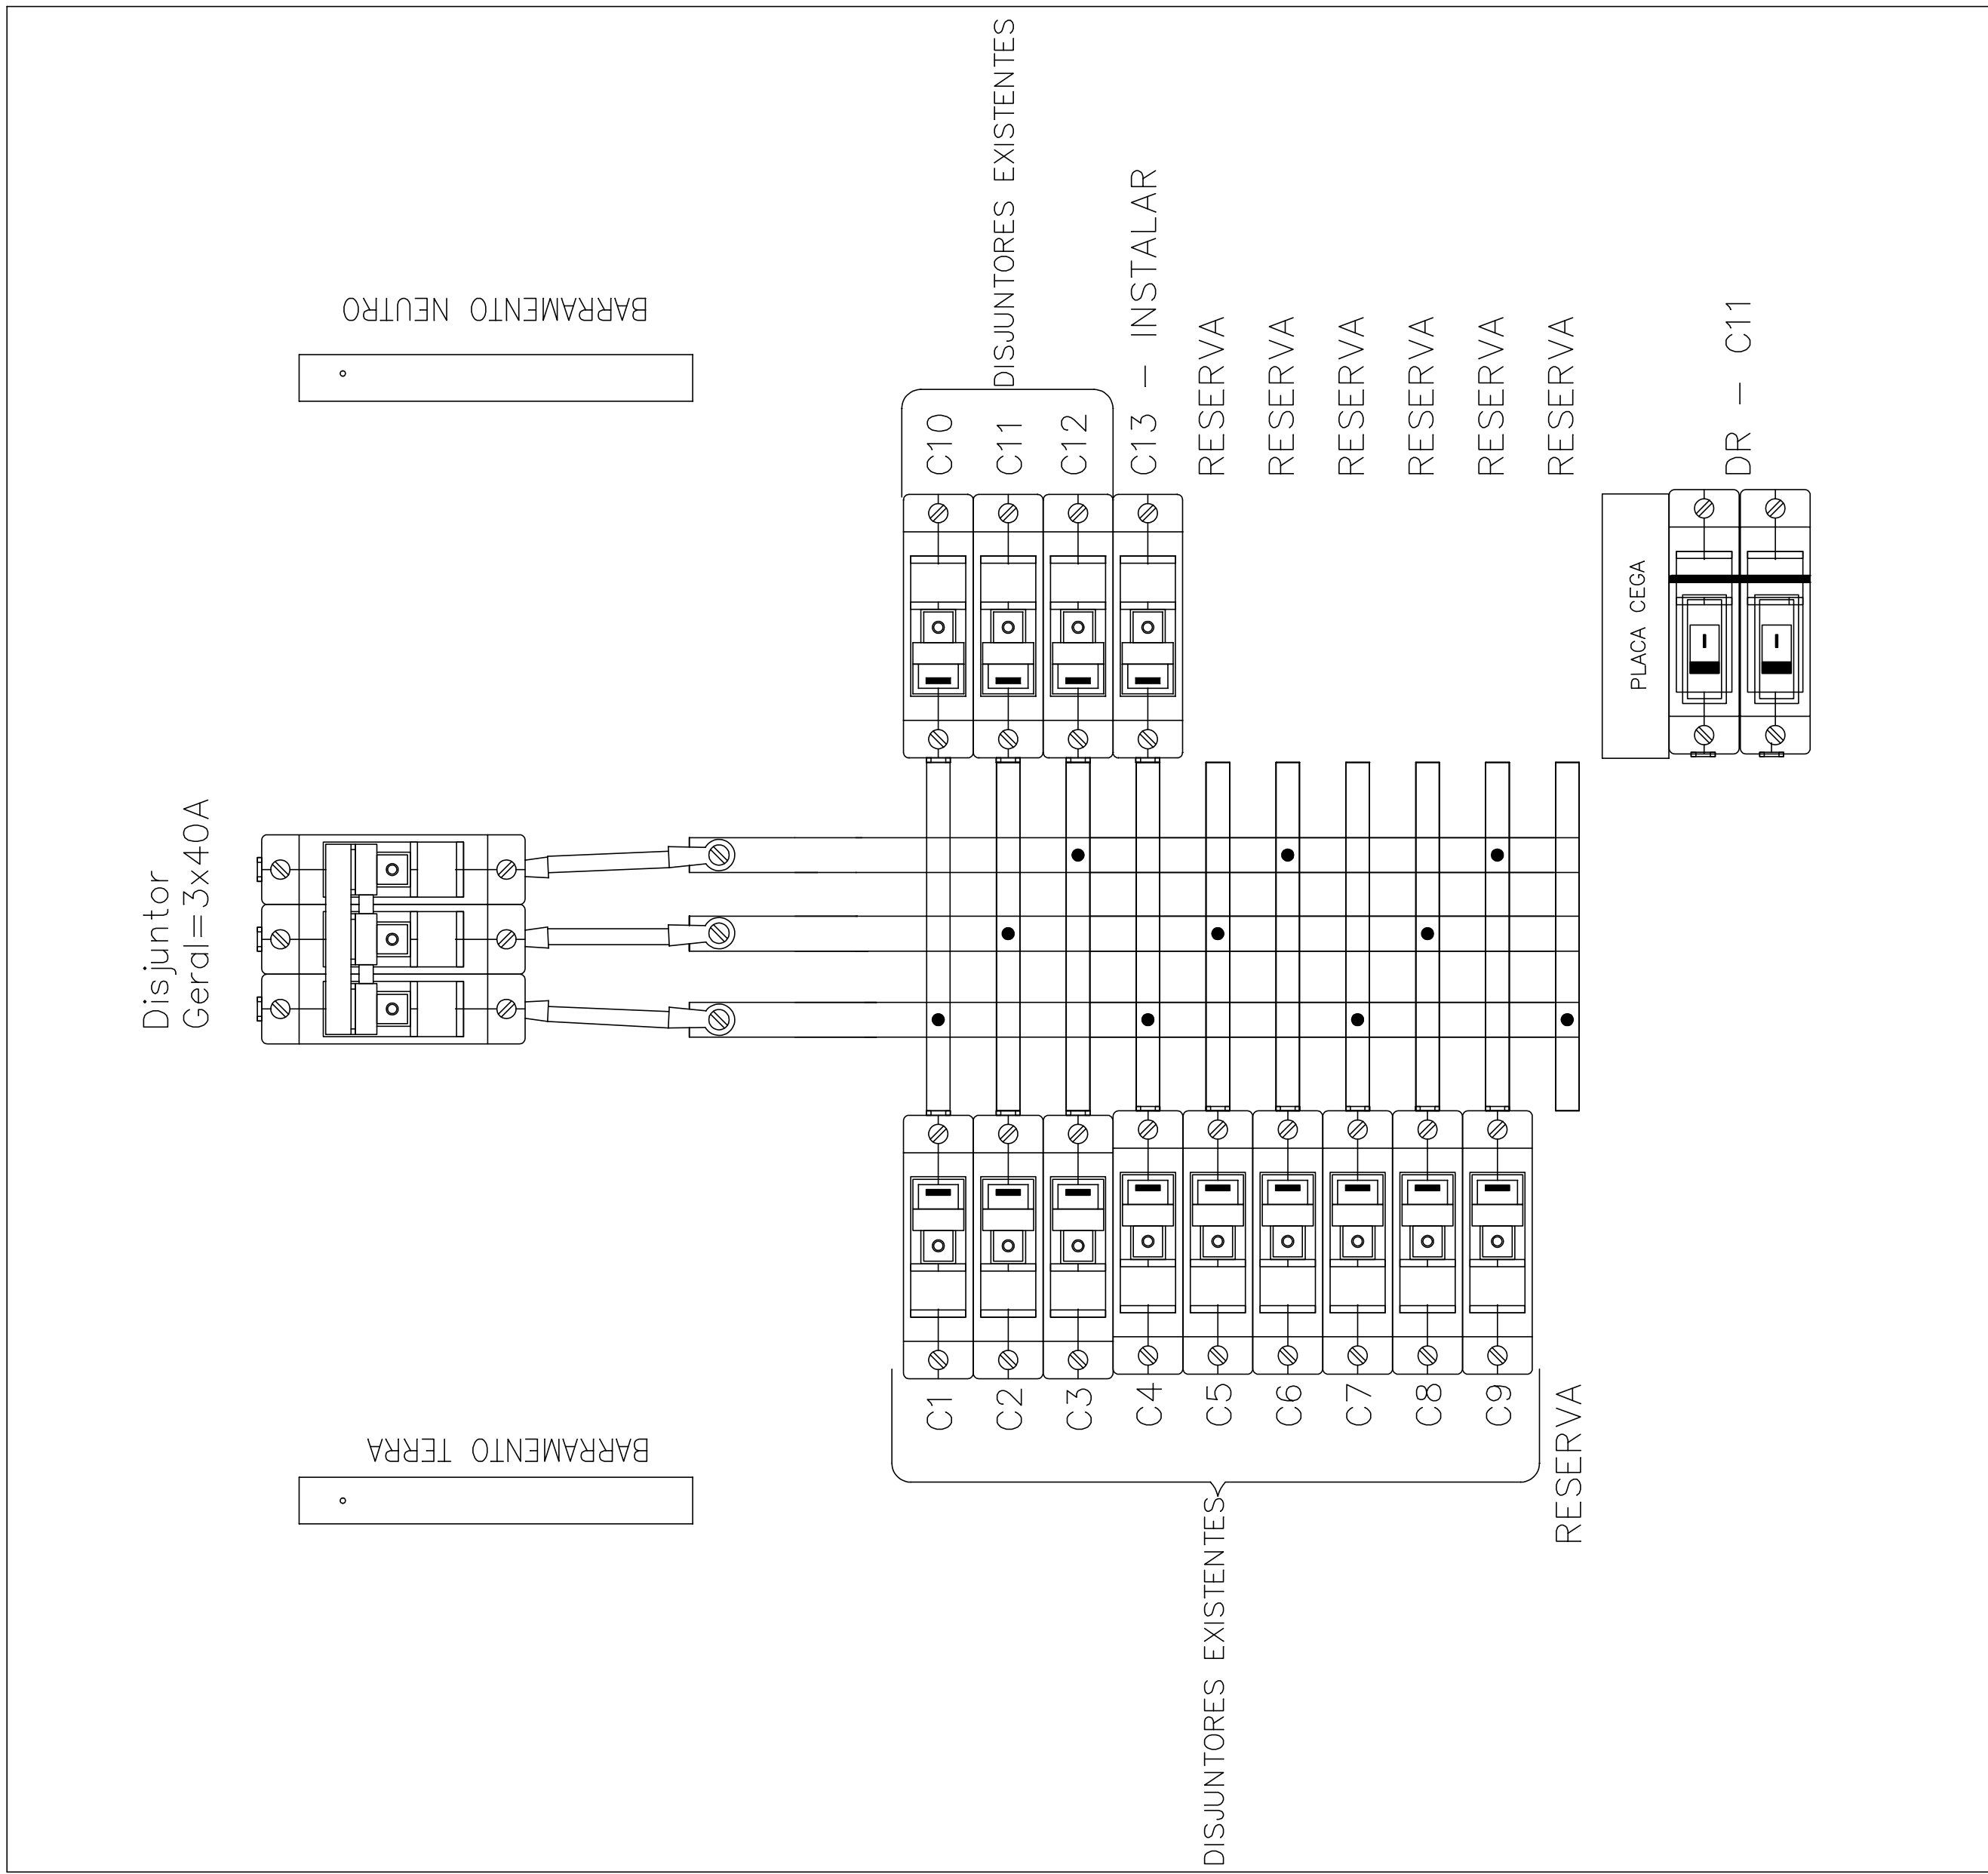 Disjuntor
Geral=3x40A
BARRAMENTO NEUTRO
BARRAMENTO TERRA
DISJUNTORES EXISTENTES
C10
C11
C12
C13 - INSTALAR
RESERVA
RESERVA
RESERVA
RESERVA
RESERVA
RESERVA
PLACA CEGA
DR - C11
C1
C2
C3
C4
C5
C6
C7
C8
C9
RESERVA
DISJUNTORES EXISTENTES